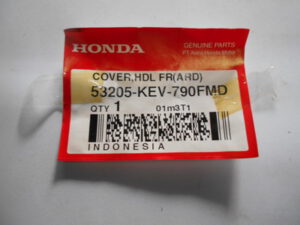 HONDA
GENUINE PARTS
PT Astra Honda Motor
COVER,HDL FR(ARD)
53205-KEV-790FMD
QTY 1 01m3T1
INDONESIA